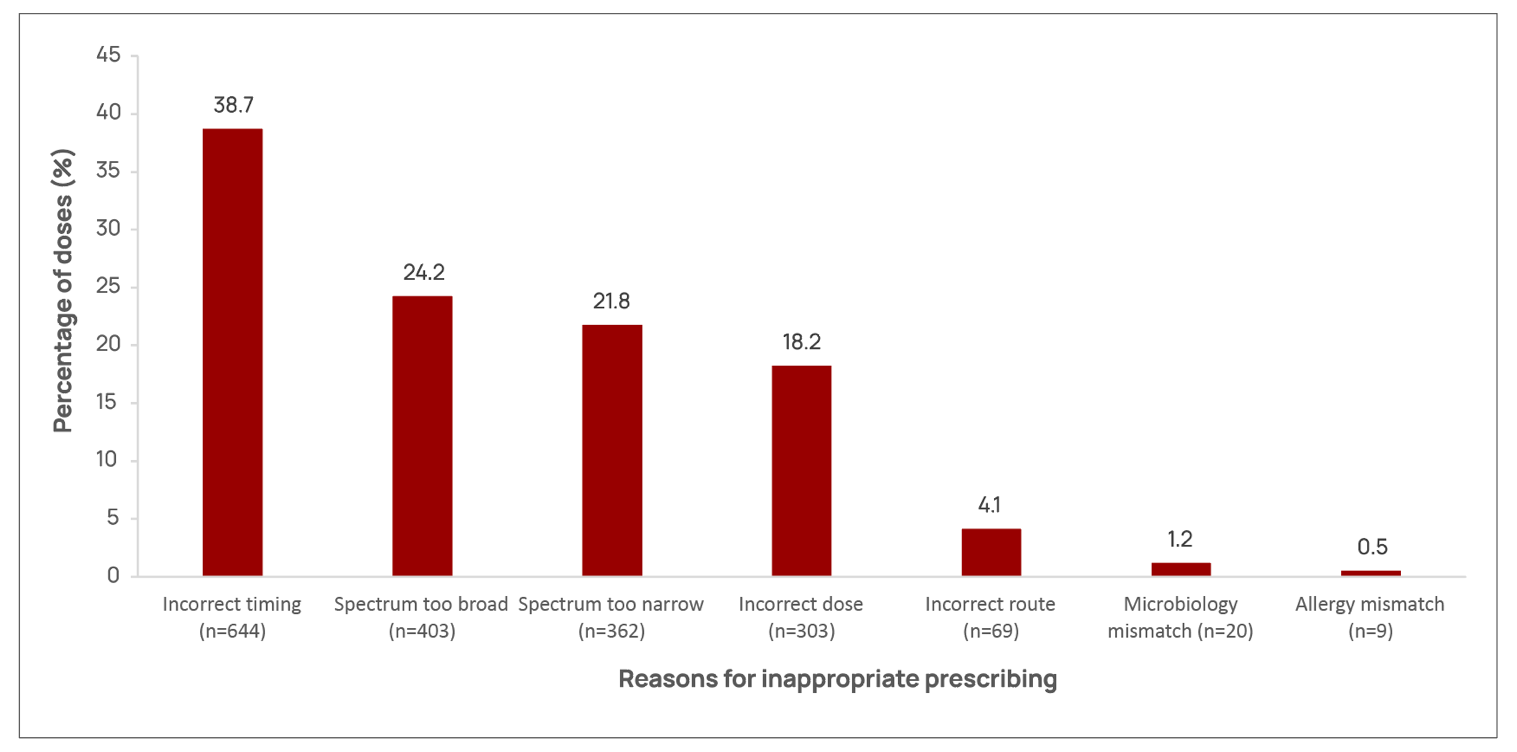 45
40
35
30
25
20
15
10
5
0
Percentage of doses (%)
38.7
24.2
21.8
18.2
4.1
1.2
0.5
Incorrect timing
(n=644)
Spectrum too broad
(n=403)
Spectrum too narrow
(n=362)
Incorrect dose
(n=303)
Incorrect route
(n=69)
Microbiology
mismatch (n=20)
Allergy mismatch
(n=9)
Reasons for inappropriate prescribing